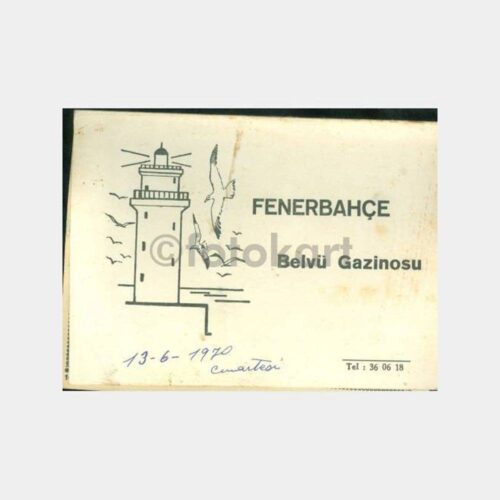 FENERBAHÇE
©fotokart
Belvü Gazinosu
13-6-1970
Cumartesi
Tel : 36 06 18